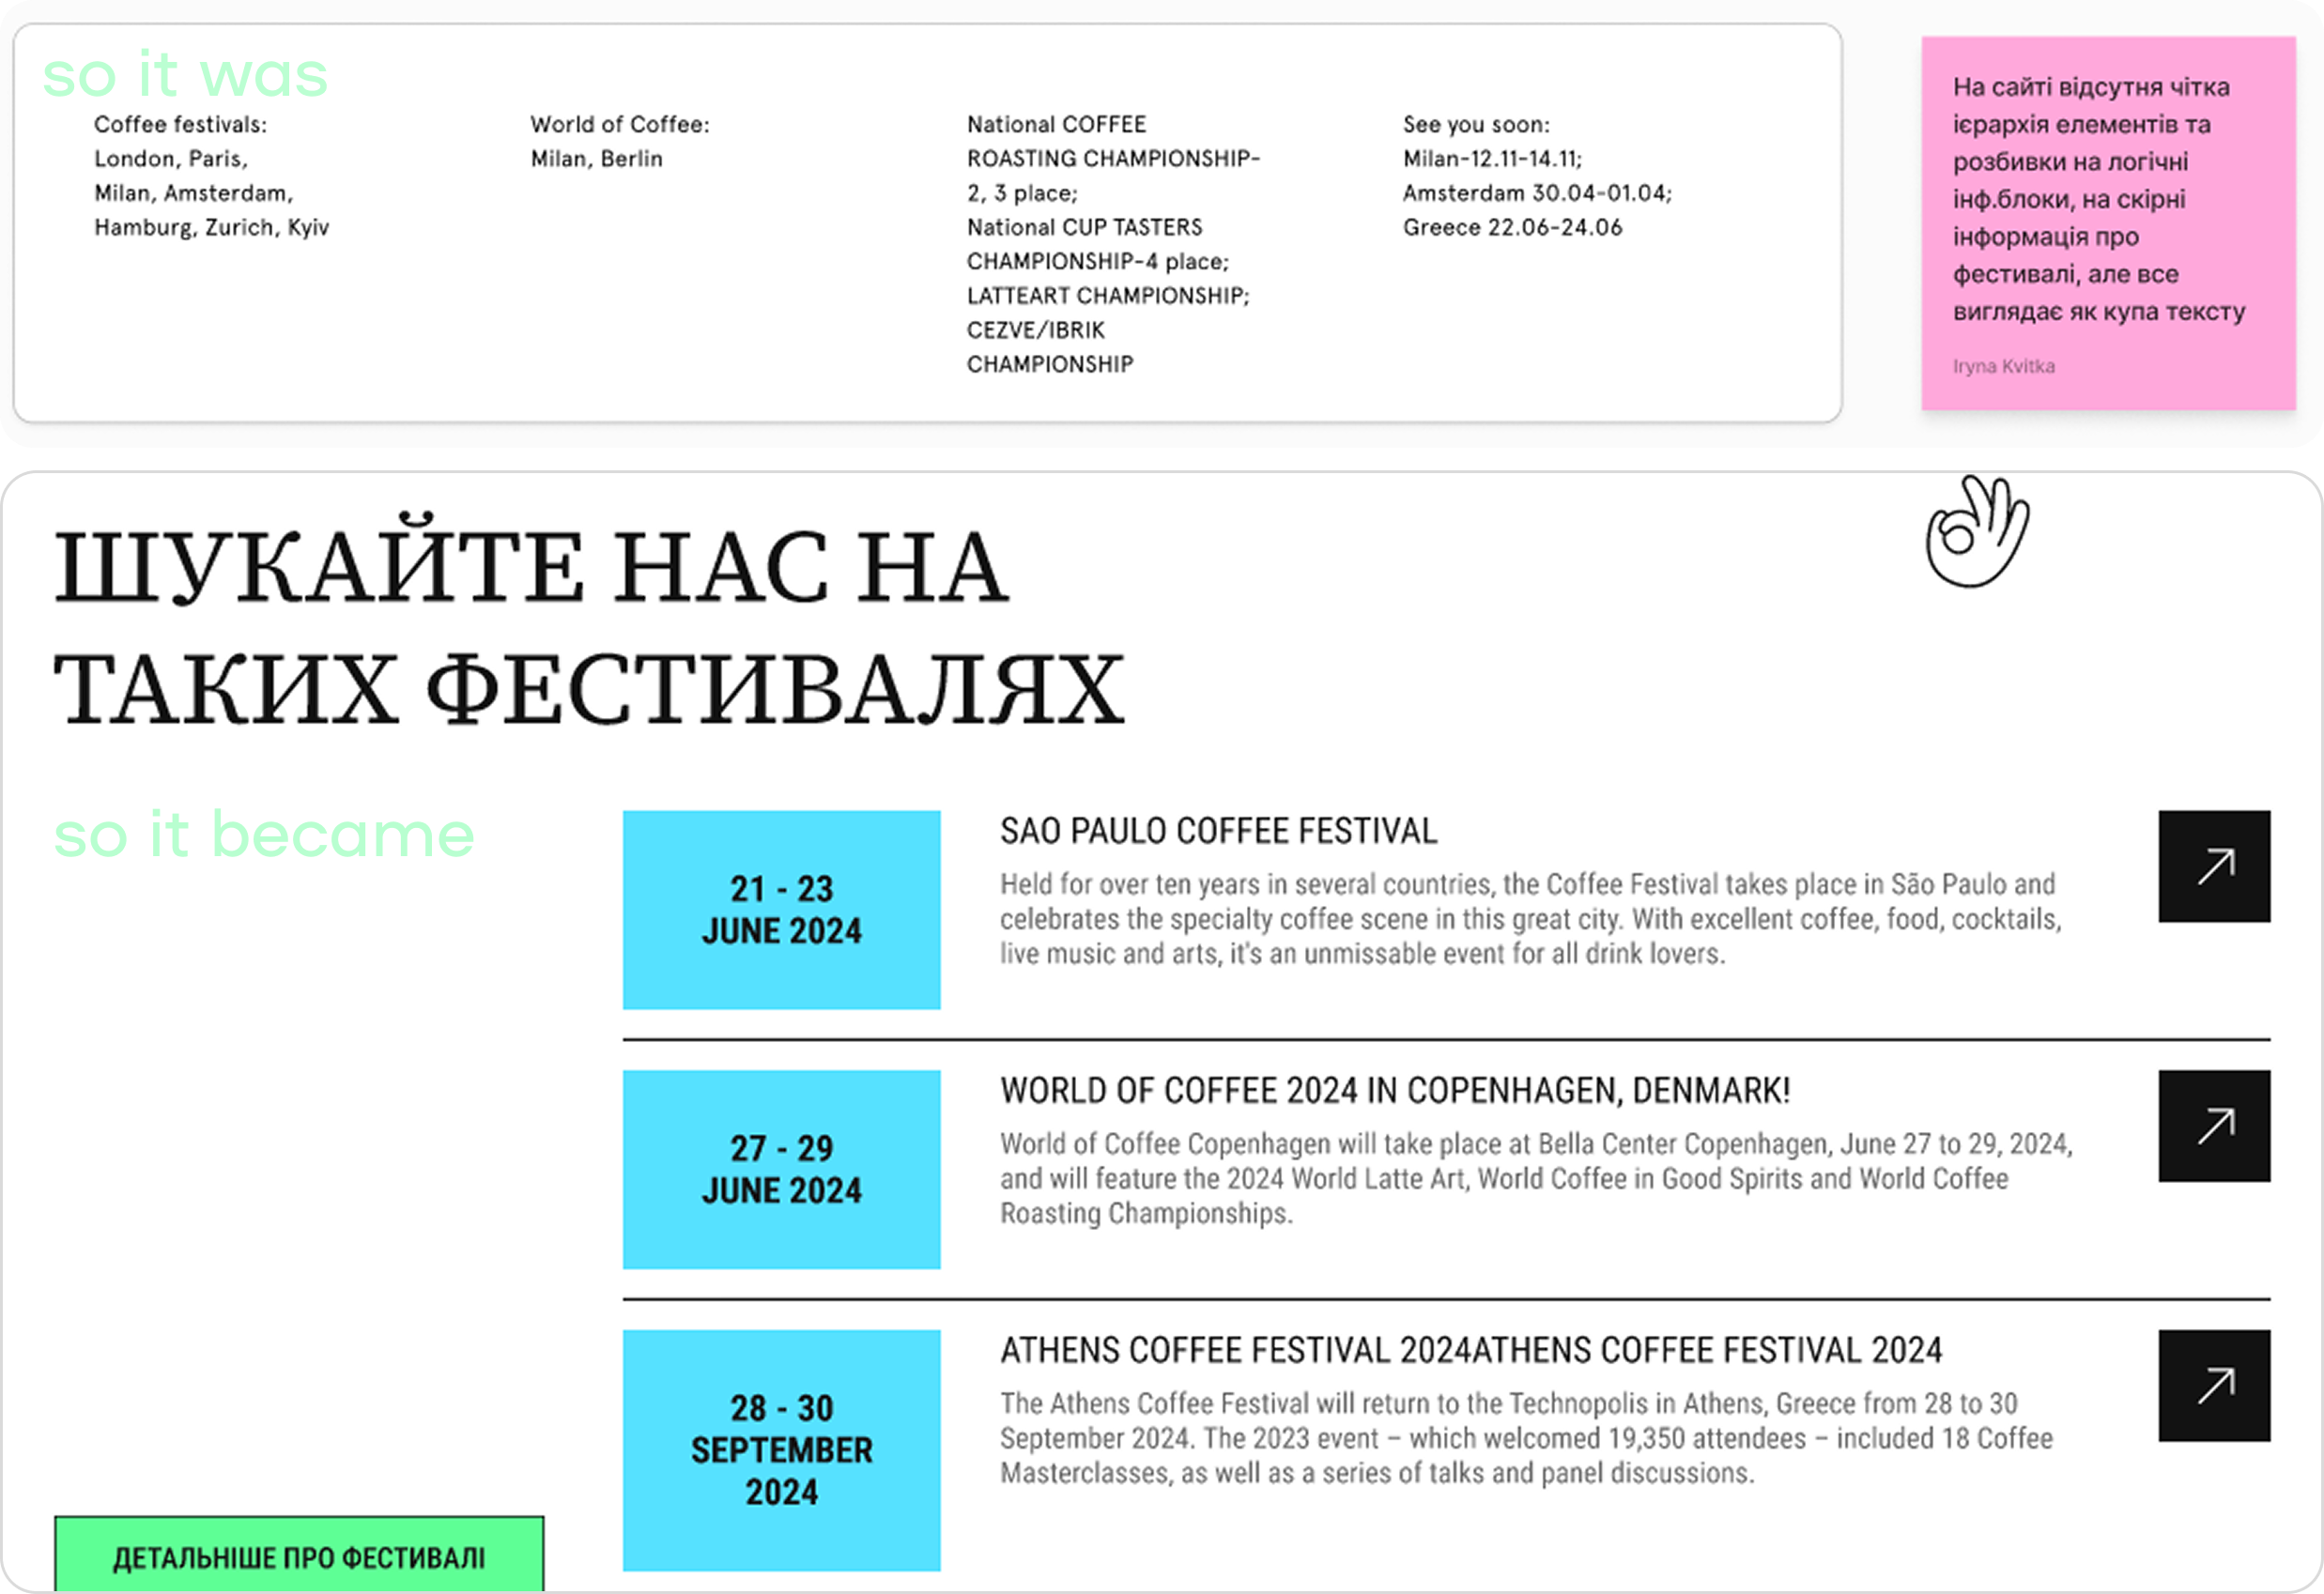 so it was
Coffee festivals:
London, Paris,
Milan, Amsterdam,
Hamburg, Zurich, Kyiv
World of Coffee:
Milan, Berlin
National COFFEE
ROASTING CHAMPIONSHIP-
2, 3 place;
National CUP TASTERS
CHAMPIONSHIP-4 place;
LATTEART CHAMPIONSHIP;
CEZVE/IBRIK
CHAMPIONSHIP
See you soon:
Milan-12.11-14.11;
Amsterdam 30.04-01.04;
Greece 22.06-24.06
На сайті відсутня чітка
ієрархія елементів та
розбивки на логічні
інф.блоки, на скірні
інформація про
фестивалі, але все
виглядає як купа тексту
Iryna Kvitka
ШУКАЙТЕ НАС НА
ТАКИХ ФЕСТИВАЛЯХ
so it became
21 - 23
JUNE 2024
SAO PAULO COFFEE FESTIVAL
Held for over ten years in several countries, the Coffee Festival takes place in São Paulo and
celebrates the specialty coffee scene in this great city. With excellent coffee, food, cocktails,
live music and arts, it's an unmissable event for all drink lovers.
27 - 29
JUNE 2024
WORLD OF COFFEE 2024 IN COPENHAGEN, DENMARK!
World of Coffee Copenhagen will take place at Bella Center Copenhagen, June 27 to 29, 2024,
and will feature the 2024 World Latte Art, World Coffee in Good Spirits and World Coffee
Roasting Championships.
28 - 30
SEPTEMBER
2024
ATHENS COFFEE FESTIVAL 2024ATHENS COFFEE FESTIVAL 2024
The Athens Coffee Festival will return to the Technopolis in Athens, Greece from 28 to 30
September 2024. The 2023 event – which welcomed 19,350 attendees – included 18 Coffee
Masterclasses, as well as a series of talks and panel discussions.
ДЕТАЛЬНІШЕ ПРО ФЕСТИВАЛІ